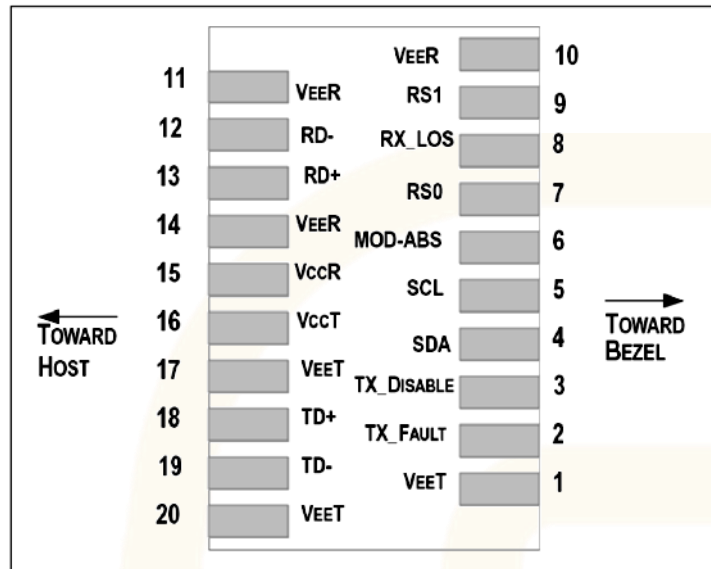 VEER 10
11 VEER
RS1 9
12 RD-
RX_LOS 8
13 RD+
RS0 7
14 VEER
MOD-ABS 6
15 VCCR
SCL 5
16 VCCT
TOWARD HOST
SDA 4
TOWARD BEZEL
17 VEET
TX_DISABLE 3
18 TD+
TX_FAULT 2
19 TD-
VEET 1
20 VEET